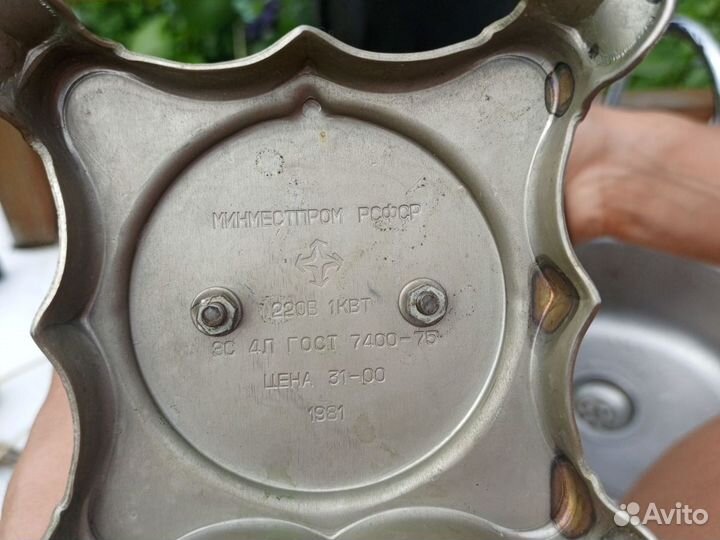 МИНМЕСТПРОМ РСФСР
220В 1КВТ
ЭС 4Л ГОСТ 7400-75
ЦЕНА 31-00
1981
Avito